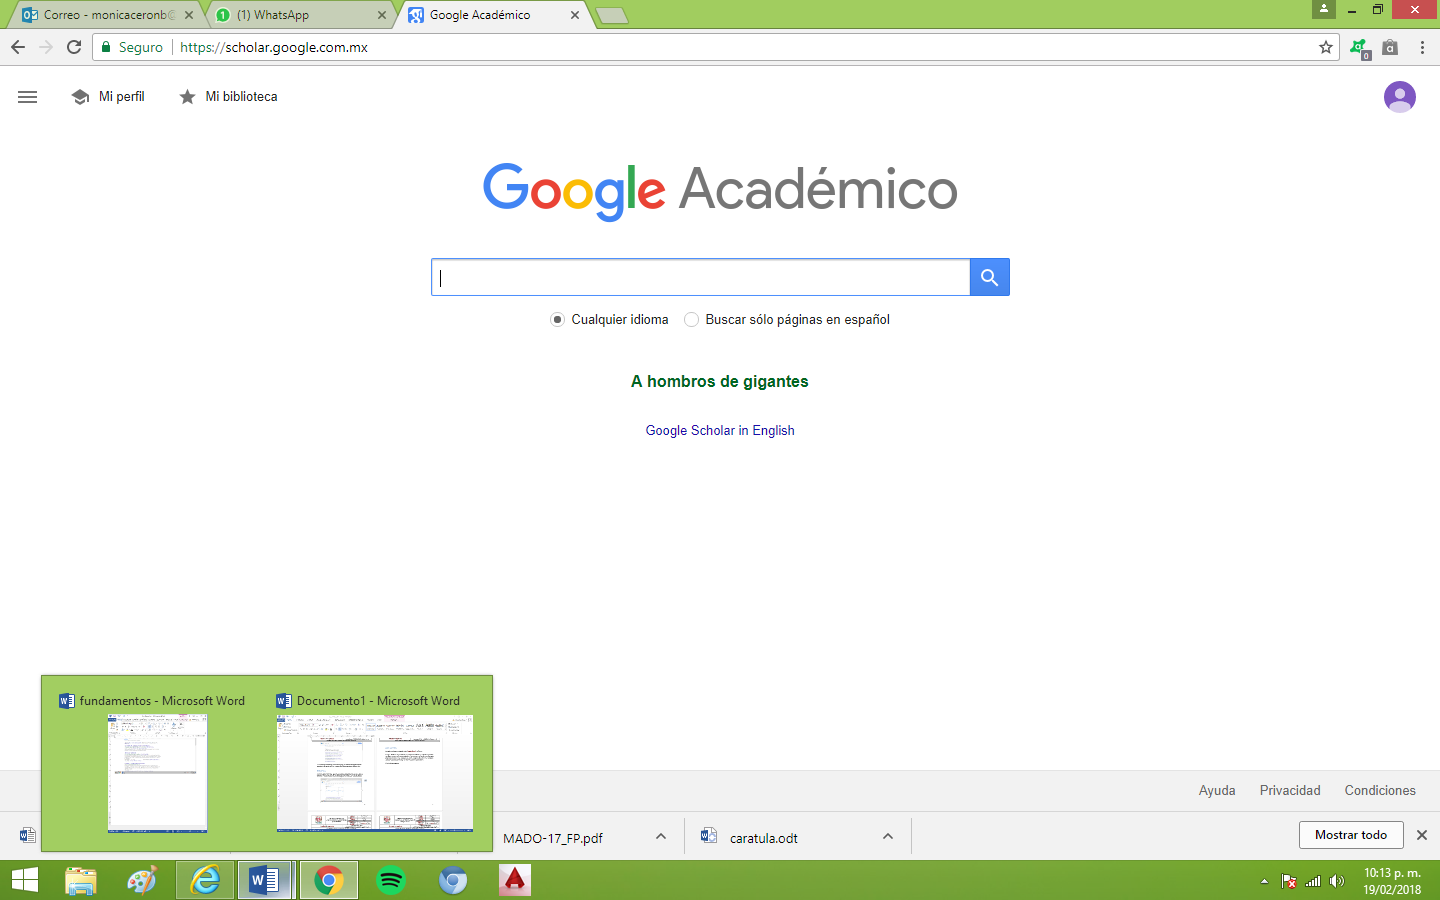 Correo - monicaceronb@
(1) WhatsApp
Google Académico
Seguro
https://scholar.google.com.mx
0
Mi perfil
Mi biblioteca
Google Académico
Cualquier idioma
Buscar sólo páginas en español
A hombros de gigantes
Google Scholar in English
fundamentos - Microsoft Word
Documento1 - Microsoft Word
Ayuda
Privacidad
Condiciones
MADO-17_FP.pdf
caratula.odt
Mostrar todo
10:13 p. m.
19/02/2018